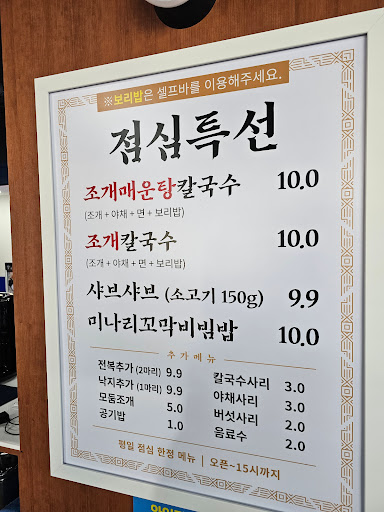 ※보리밥은 셀프바를 이용해주세요.
점심특선
조개매운탕칼국수 10.0
(조개 + 야채 + 면 + 보리밥)
조개칼국수 10.0
(조개 + 야채 + 면 + 보리밥)
샤브샤브 (소고기 150g) 9.9
미나리꼬막비빔밥 10.0
추가메뉴
전복추가 (2마리) 9.9
낙지추가 (1마리) 9.9
모둠조개 5.0
공기밥 1.0
칼국수사리 3.0
야채사리 3.0
버섯사리 2.0
음료수 2.0
평일 점심 한정 메뉴 | 오픈~15시까지